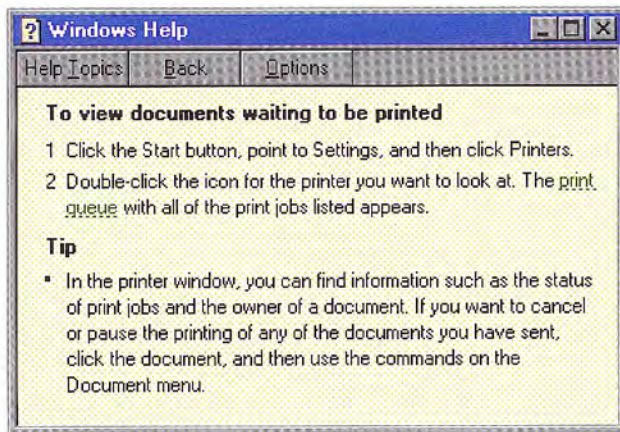 Windows Help
Help Topics Back Options
To view documents waiting to be printed
1 Click the Start button, point to Settings, and then click Printers.
2 Double-click the icon for the printer you want to look at. The print
queue with all of the print jobs listed appears.
Tip
▪ In the printer window, you can find information such as the status
of print jobs and the owner of a document. If you want to cancel
or pause the printing of any of the documents you have sent,
click the document, and then use the commands on the
Document menu.